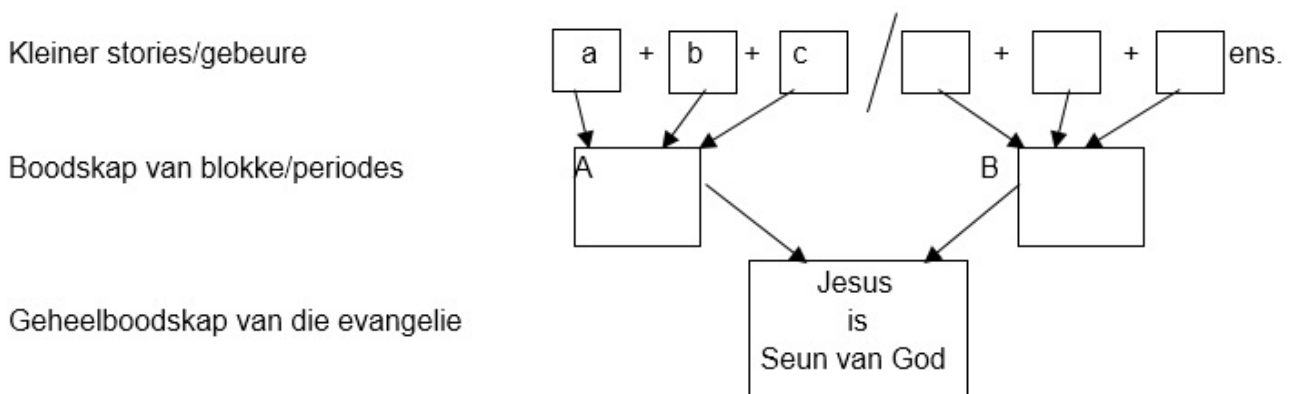 Kleiner stories/gebeure a + b + c + + ens.
Boodskap van blokke/periodes A B
Jesus
Geheelboodskap van die evangelie is
Seun van God